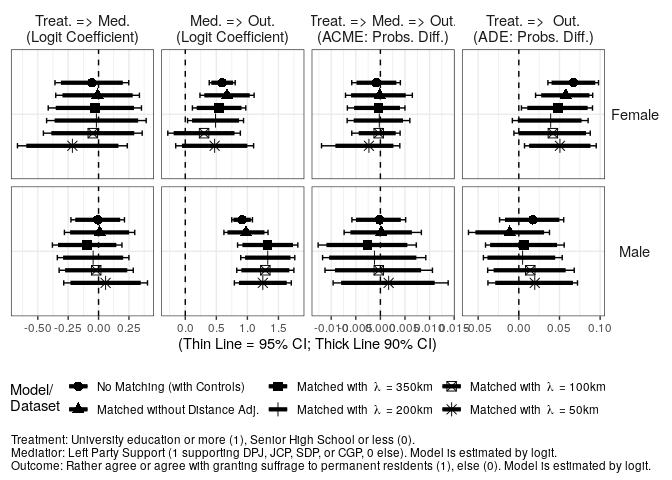 Treat. => Med. Med. => Out. Treat. => Med. => Out. Treat. => Out.
(Logit Coefficient) (Logit Coefficient) (ACME: Probs. Diff.) (ADE: Probs. Diff.)
Female
Male
-0.50 -0.25 0.00 0.25 0.0 0.5 1.0 1.5 -0.010 -0.005 0.000 0.005 0.010 0.015 -0.05 0.00 0.05 0.10
(Thin Line = 95% CI; Thick Line 90% CI)
Model/
Dataset
No Matching (with Controls) Matched with λ = 350km Matched with λ = 100km
Matched without Distance Adj. Matched with λ = 200km Matched with λ = 50km
Treatment: University education or more (1), Senior High School or less (0).
Mediatior: Left Party Support (1 supporting DPJ, JCP, SDP, or CGP, 0 else). Model is estimated by logit.
Outcome: Rather agree or agree with granting suffrage to permanent residents (1), else (0). Model is estimated by logit.